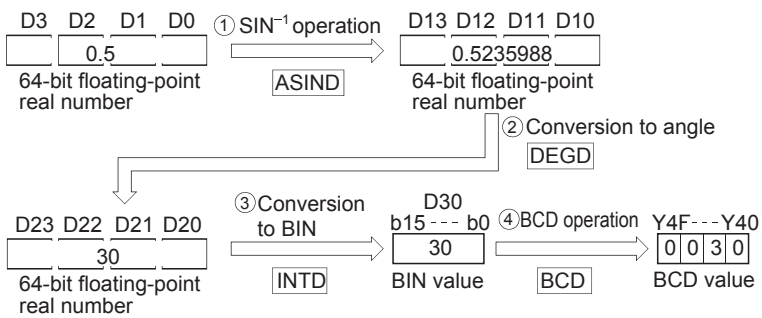 D3 D2 D1 D0
① SIN⁻¹ operation
D13 D12 D11 D10
0.5
0.5235988
ASIND
64-bit floating-point
real number
64-bit floating-point
real number
② Conversion to angle
DEGD
D23 D22 D21 D20
③ Conversion
to BIN
D30
b15 --- b0
④ BCD operation
Y4F---Y40
30
30
0 0 3 0
64-bit floating-point
real number
INTD
BIN value
BCD
BCD value